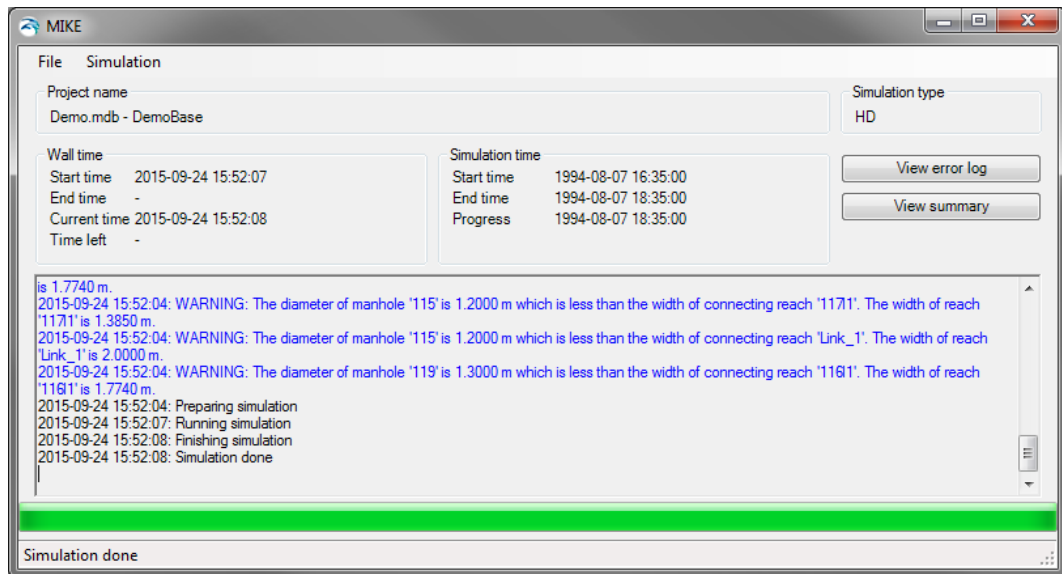 MIKE
File Simulation
Project name
Demo.mdb - DemoBase
Simulation type
HD
Wall time
Start time 2015-09-24 15:52:07
End time -
Current time 2015-09-24 15:52:08
Time left -
Simulation time
Start time 1994-08-07 16:35:00
End time 1994-08-07 18:35:00
Progress 1994-08-07 18:35:00
View error log
View summary
is 1.7740 m.
2015-09-24 15:52:04: WARNING: The diameter of manhole '115' is 1.2000 m which is less than the width of connecting reach '117l1'. The width of reach
'117l1' is 1.3850 m.
2015-09-24 15:52:04: WARNING: The diameter of manhole '115' is 1.2000 m which is less than the width of connecting reach 'Link_1'. The width of reach
'Link_1' is 2.0000 m.
2015-09-24 15:52:04: WARNING: The diameter of manhole '119' is 1.3000 m which is less than the width of connecting reach '116l1'. The width of reach
'116l1' is 1.7740 m.
2015-09-24 15:52:04: Preparing simulation
2015-09-24 15:52:07: Running simulation
2015-09-24 15:52:08: Finishing simulation
2015-09-24 15:52:08: Simulation done
Simulation done